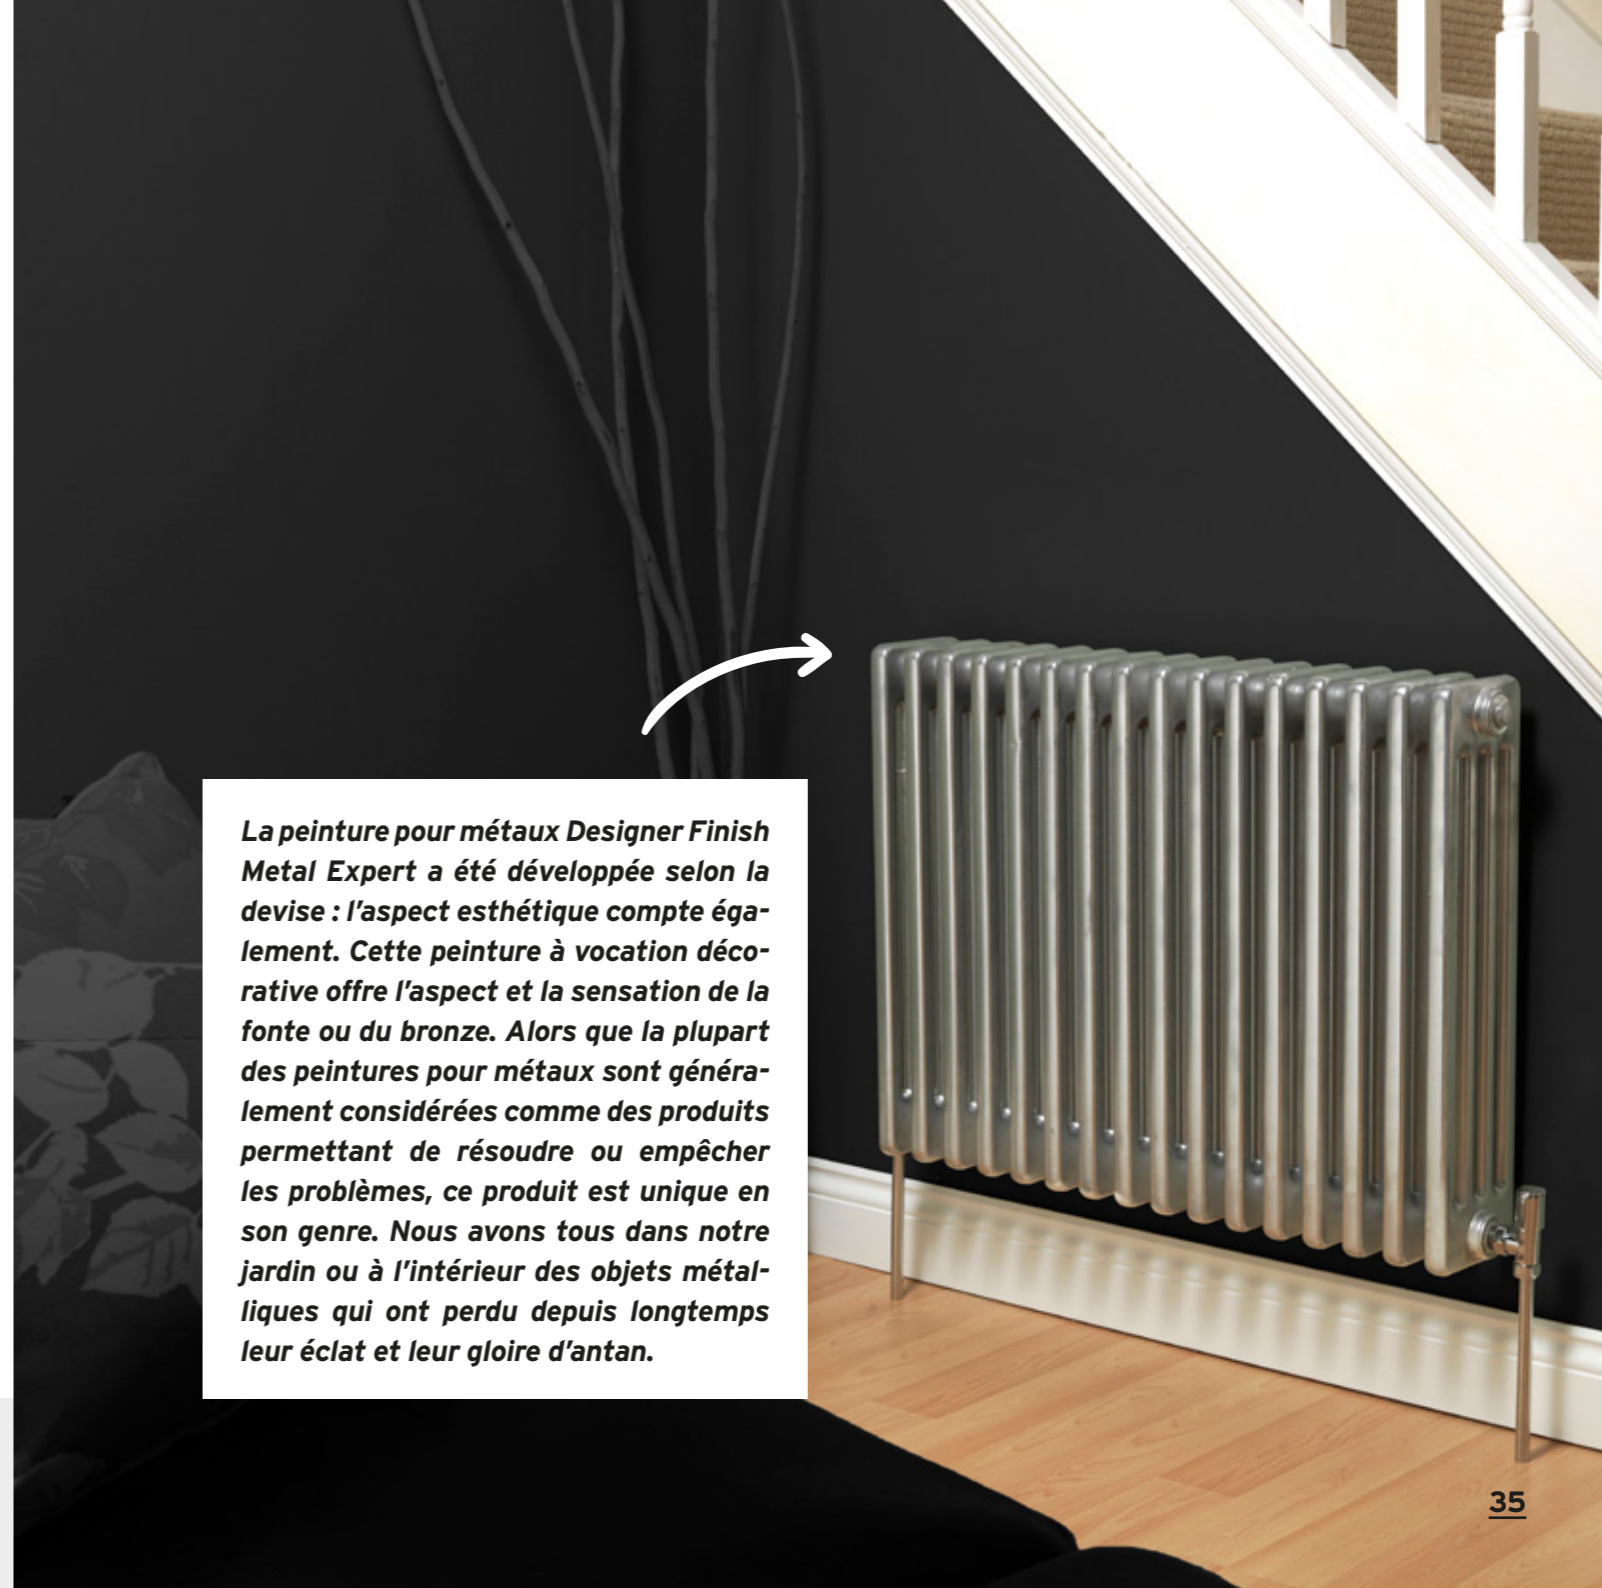 La peinture pour métaux Designer Finish
Metal Expert a été développée selon la
devise : l'aspect esthétique compte éga-
lement. Cette peinture à vocation déco-
rative offre l'aspect et la sensation de la
fonte ou du bronze. Alors que la plupart
des peintures pour métaux sont généra-
lement considérées comme des produits
permettant de résoudre ou empêcher
les problèmes, ce produit est unique en
son genre. Nous avons tous dans notre
jardin ou à l'intérieur des objets métal-
liques qui ont perdu depuis longtemps
leur éclat et leur gloire d'antan.
35